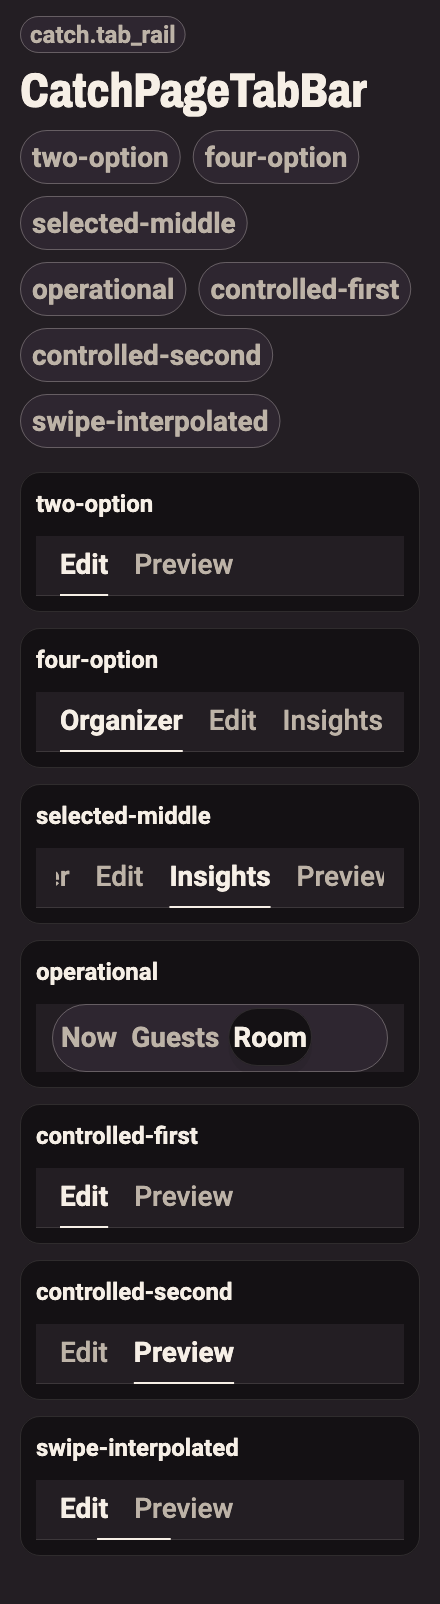 catch.tab_rail
CatchPageTabBar
two-option four-option
selected-middle
operational controlled-first
controlled-second
swipe-interpolated
two-option
Edit Preview
four-option
Organizer Edit Insights
selected-middle
er Edit Insights Preview
operational
Now Guests Room
controlled-first
Edit Preview
controlled-second
Edit Preview
swipe-interpolated
Edit Preview